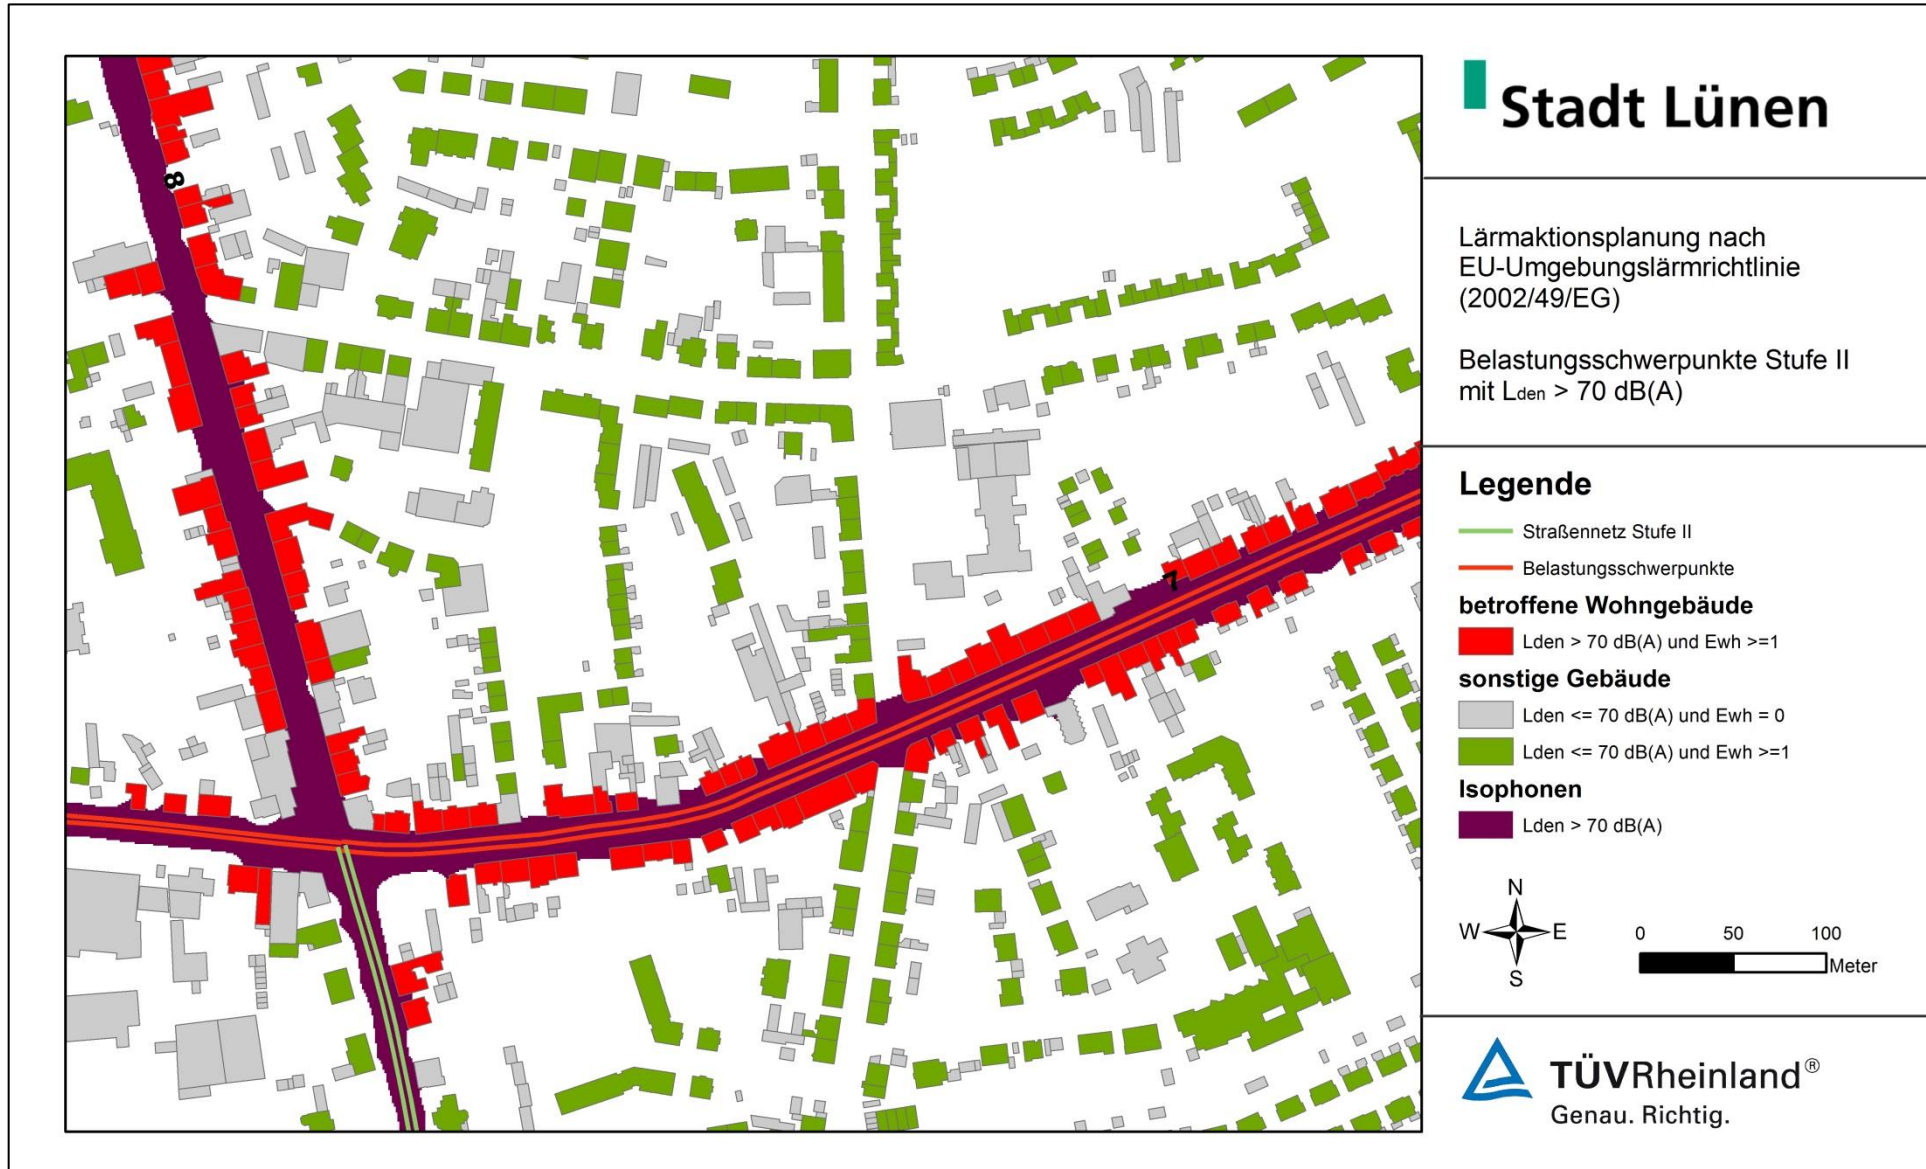 8
7
Stadt Lünen
Lärmaktionsplanung nach
EU-Umgebungslärmrichtlinie
(2002/49/EG)
Belastungsschwerpunkte Stufe II
mit Lden > 70 dB(A)
Legende
Straßennetz Stufe II
Belastungsschwerpunkte
betroffene Wohngebäude
Lden > 70 dB(A) und Ewh >=1
sonstige Gebäude
Lden <= 70 dB(A) und Ewh = 0
Lden <= 70 dB(A) und Ewh >=1
Isophonen
Lden > 70 dB(A)
N
W E
S
0 50 100
Meter
TÜVRheinland®
Genau. Richtig.